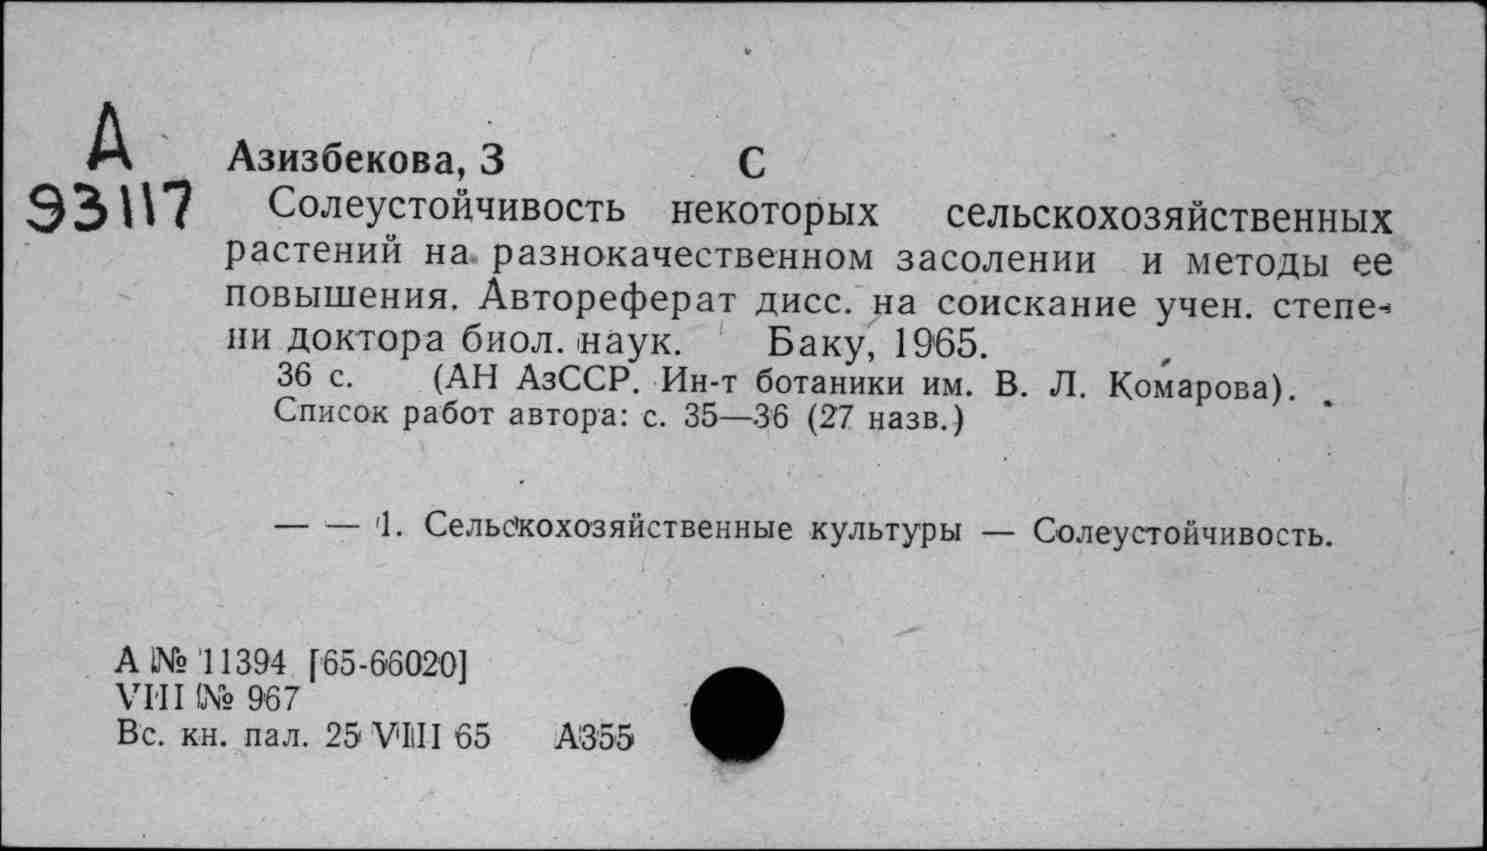 А
93117
Азизбекова, З С
Солеустойчивость некоторых сельскохозяйственных
растений на разнокачественном засолении и методы ее
повышения. Автореферат дисс. на соискание учен. степе-
ни доктора биол. наук. Баку, 1965.
36 с. (АН АзССР. Ин-т ботаники им. В. Л. Комарова).
Список работ автора: с. 35—36 (27 назв.)
— — 1. Сельскохозяйственные культуры — Солеустойчивость.
А № 11394 [65-66020]
VIII № 967
Вс. кн. пал. 25 VIII 65 А355